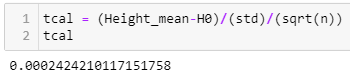 1 tcal = (Height_mean-H0)/(std)/(sqrt(n))
2 tcal
0.0002424210117151758